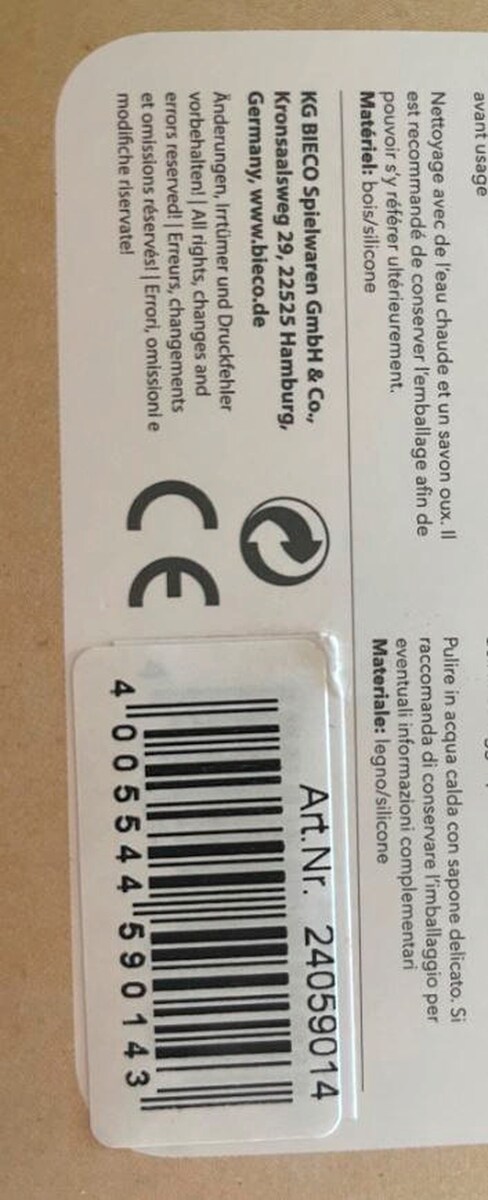 avant usage
Nettoyage avec de l'eau chaude et un savon oux. Il
est recommandé de conserver l'emballage afin de
pouvoir s'y référer ultérieurement.
Matériel: bois/silicone
Pulire in acqua calda con sapone delicato. Si
raccomanda di conservare l'imballaggio per
eventuali informazioni complementari
Materiale: legno/silicone
KG BIECO Spielwaren GmbH & Co.,
Kronsaalsweg 29, 22525 Hamburg,
Germany, www.bieco.de
Änderungen, Irrtümer und Druckfehler
vorbehalten! | All rights, changes and
errors reserved! | Erreurs, changements
et omissions réservés! | Errori, omissioni e
modifiche riservate!
CE
Art.Nr. 24059014
4 005544 590143